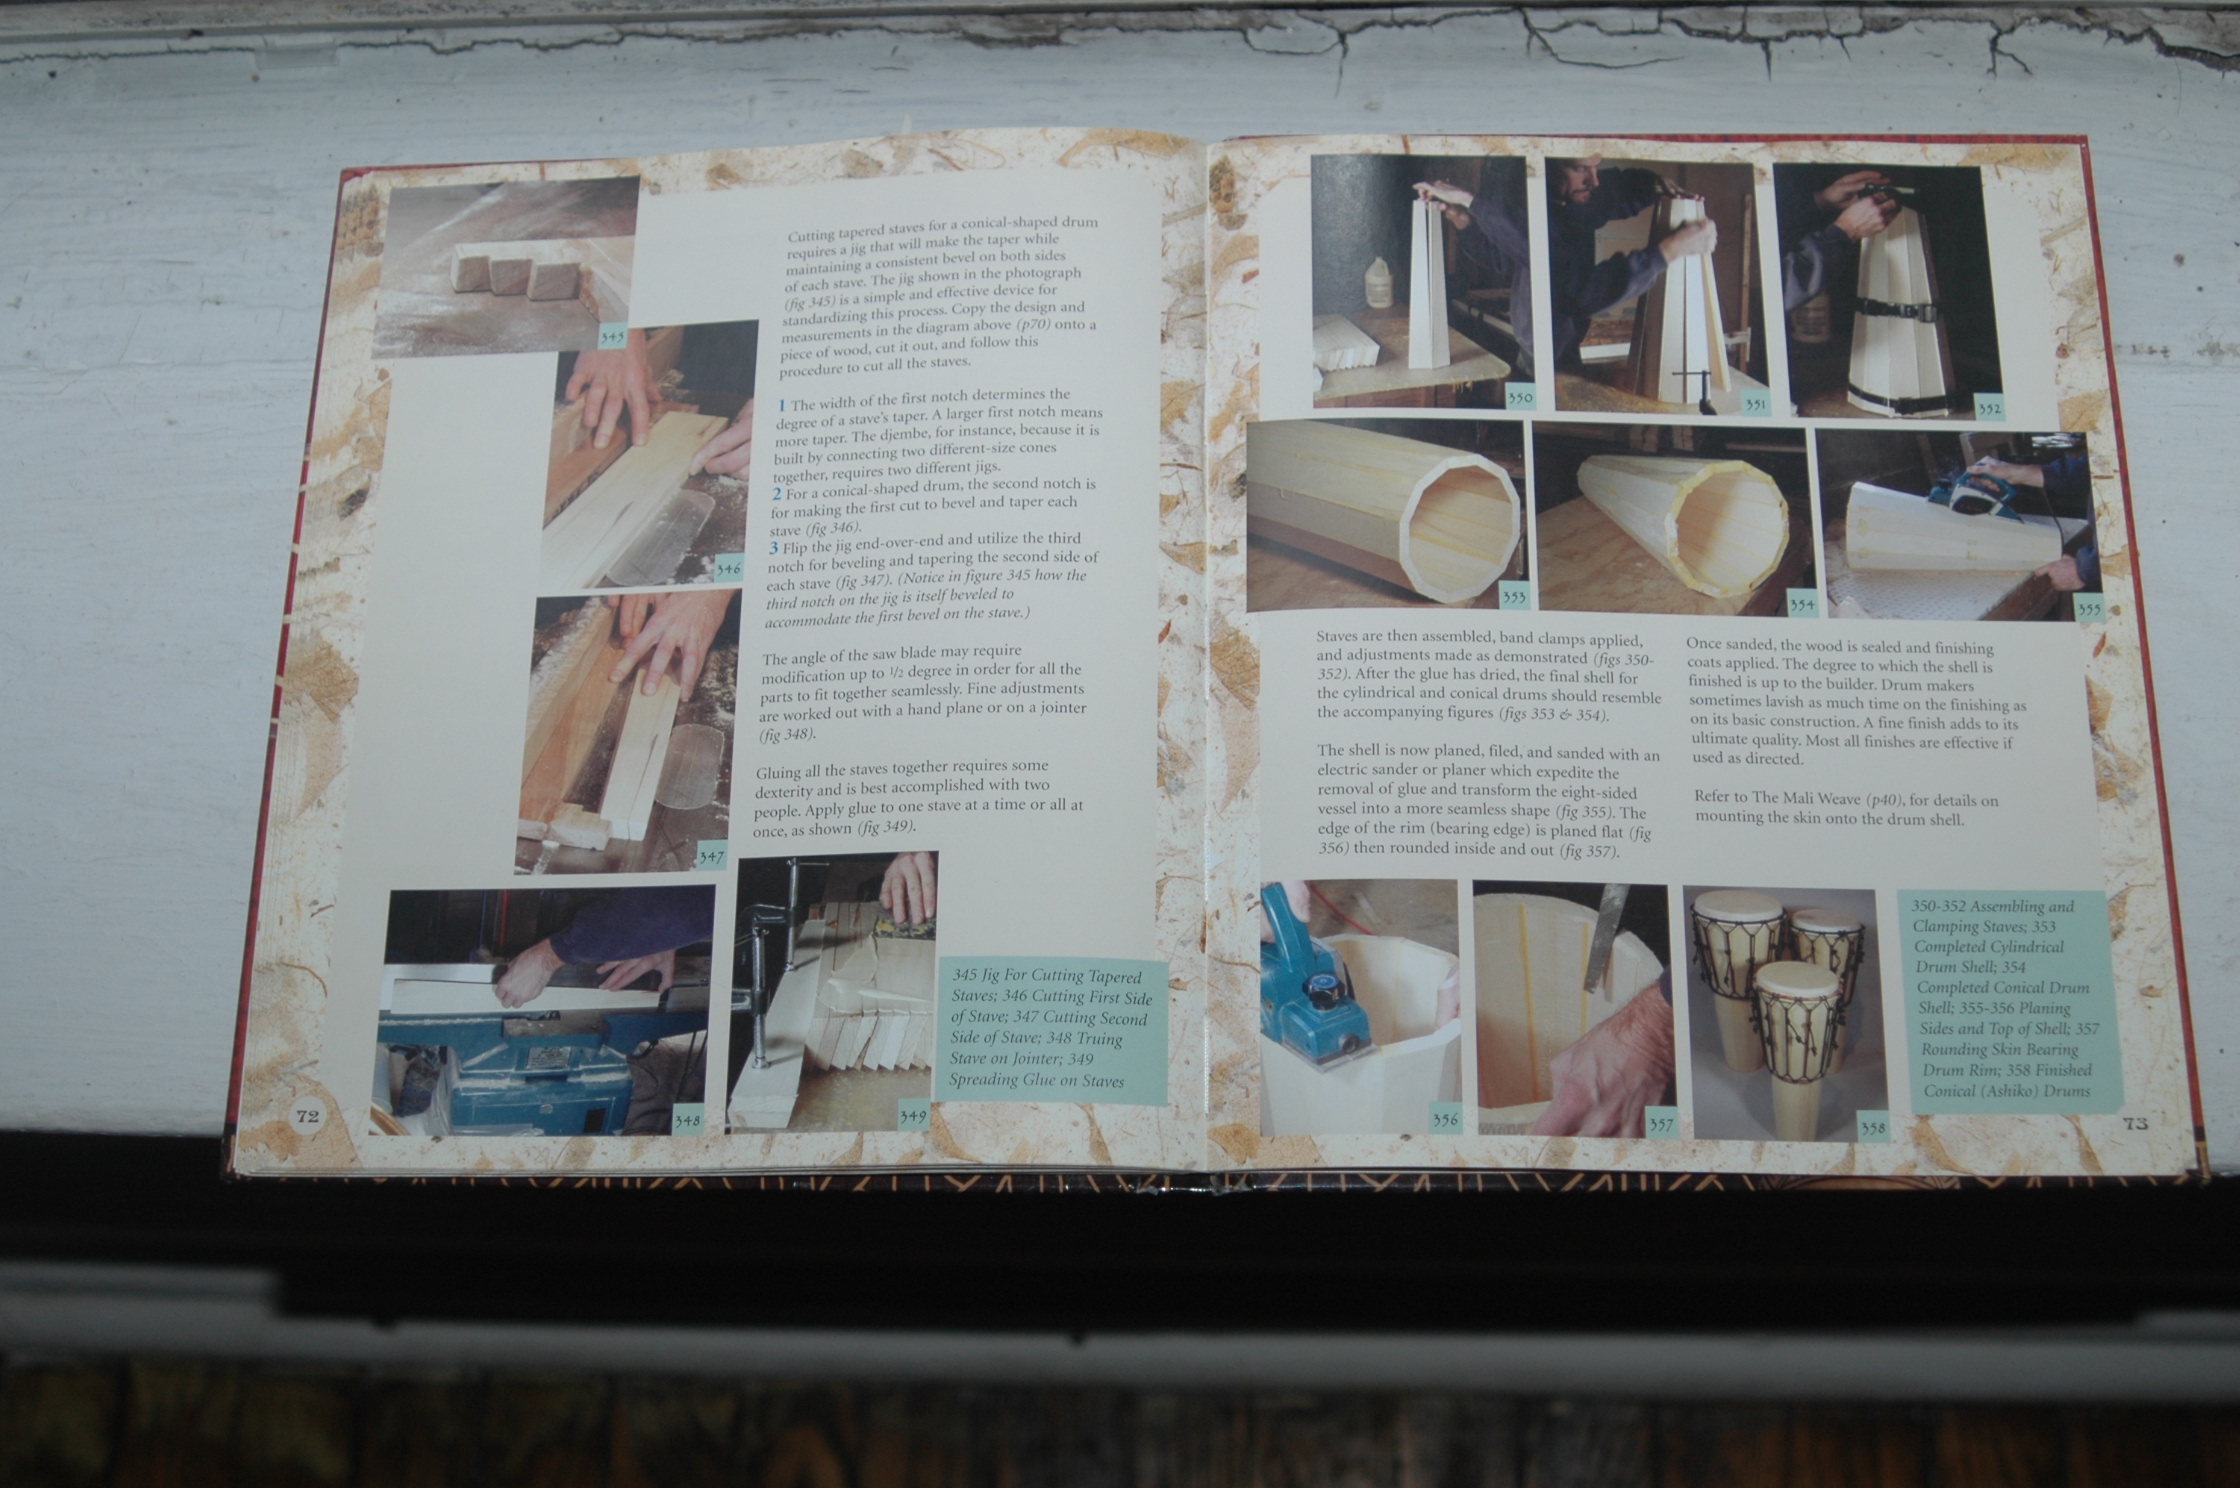 345
346
347
348
349
Cutting tapered staves for a conical-shaped drum
requires a jig that will make the taper while
maintaining a consistent bevel on both sides
of each stave. The jig shown in the photograph
(fig 345) is a simple and effective device for
standardizing this process. Copy the design and
measurements in the diagram above (p70) onto a
piece of wood, cut it out, and follow this
procedure to cut all the staves.
1 The width of the first notch determines the
degree of a stave's taper. A larger first notch means
more taper. The djembe, for instance, because it is
built by connecting two different-size cones
together, requires two different jigs.
2 For a conical-shaped drum, the second notch is
for making the first cut to bevel and taper each
stave (fig 346).
3 Flip the jig end-over-end and utilize the third
notch for beveling and tapering the second side of
each stave (fig 347). (Notice in figure 345 how the
third notch on the jig is itself beveled to
accommodate the first bevel on the stave.)
The angle of the saw blade may require
modification up to 1/2 degree in order for all the
parts to fit together seamlessly. Fine adjustments
are worked out with a hand plane or on a jointer
(fig 348).
Gluing all the staves together requires some
dexterity and is best accomplished with two
people. Apply glue to one stave at a time or all at
once, as shown (fig 349).
345 Jig For Cutting Tapered
Staves; 346 Cutting First Side
of Stave; 347 Cutting Second
Side of Stave; 348 Truing
Stave on Jointer; 349
Spreading Glue on Staves
72
350
351
352
353
354
355
Staves are then assembled, band clamps applied,
and adjustments made as demonstrated (figs 350-
352). After the glue has dried, the final shell for
the cylindrical and conical drums should resemble
the accompanying figures (figs 353 & 354).
The shell is now planed, filed, and sanded with an
electric sander or planer which expedite the
removal of glue and transform the eight-sided
vessel into a more seamless shape (fig 355). The
edge of the rim (bearing edge) is planed flat (fig
356) then rounded inside and out (fig 357).
Once sanded, the wood is sealed and finishing
coats applied. The degree to which the shell is
finished is up to the builder. Drum makers
sometimes lavish as much time on the finishing as
on its basic construction. A fine finish adds to its
ultimate quality. Most all finishes are effective if
used as directed.
Refer to The Mali Weave (p40), for details on
mounting the skin onto the drum shell.
356
357
358
350-352 Assembling and
Clamping Staves; 353
Completed Cylindrical
Drum Shell; 354
Completed Conical Drum
Shell; 355-356 Planing
Sides and Top of Shell; 357
Rounding Skin Bearing
Drum Rim; 358 Finished
Conical (Ashiko) Drums
73